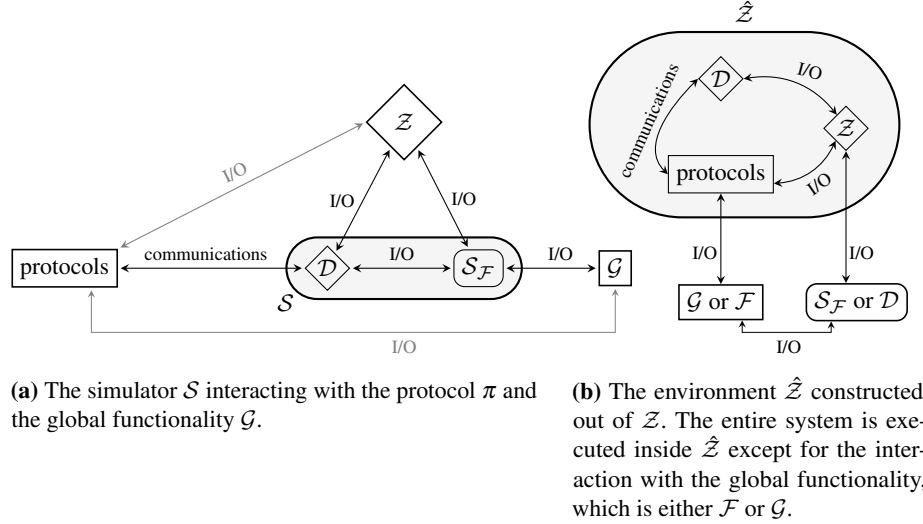 𝒵
I/O
I/O
I/O
protocols
communications
𝒟
I/O
𝒮_ℱ
I/O
𝒢
𝒮
I/O
(a) The simulator 𝒮 interacting with the protocol π and
the global functionality 𝒢.
𝒵̂
𝒟
I/O
communications
𝒵
protocols
I/O
I/O
I/O
𝒢 or ℱ
𝒮_ℱ or 𝒟
I/O
(b) The environment 𝒵̂ constructed
out of 𝒵. The entire system is exe-
cuted inside 𝒵̂ except for the inter-
action with the global functionality,
which is either ℱ or 𝒢.